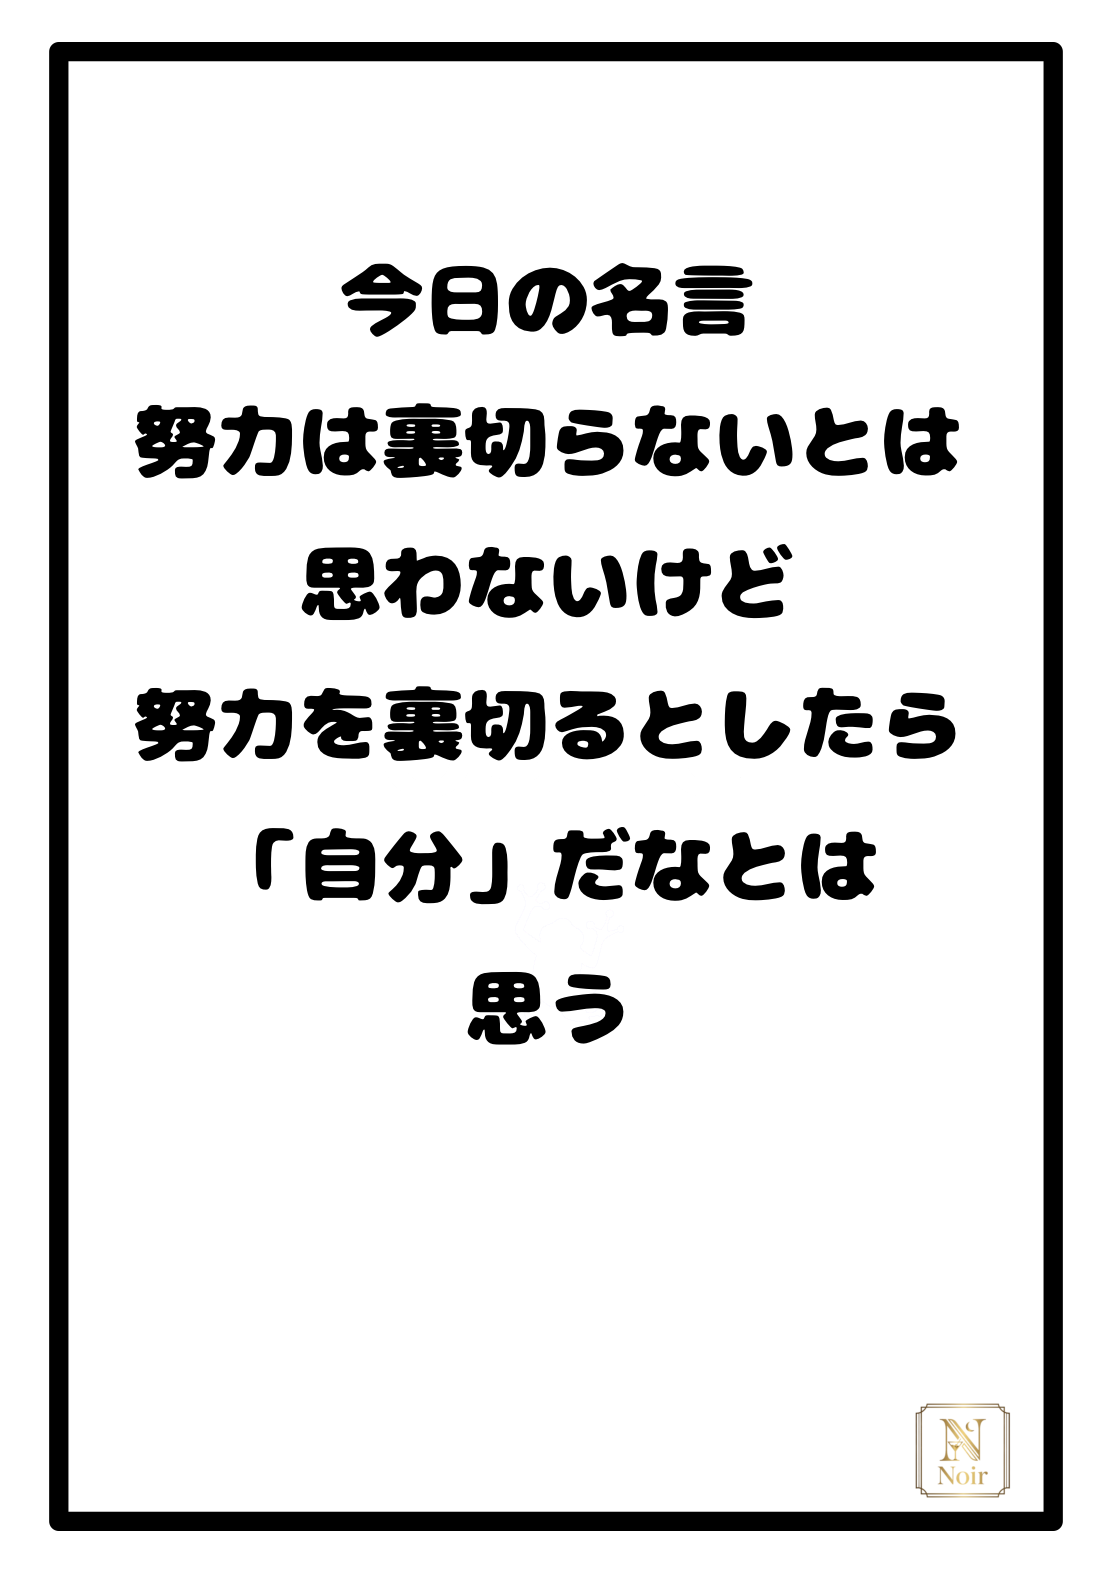 今日の名言
努力は裏切らないとは
思わないけど
努力を裏切るとしたら
「自分」だなとは
思う
N
Noir